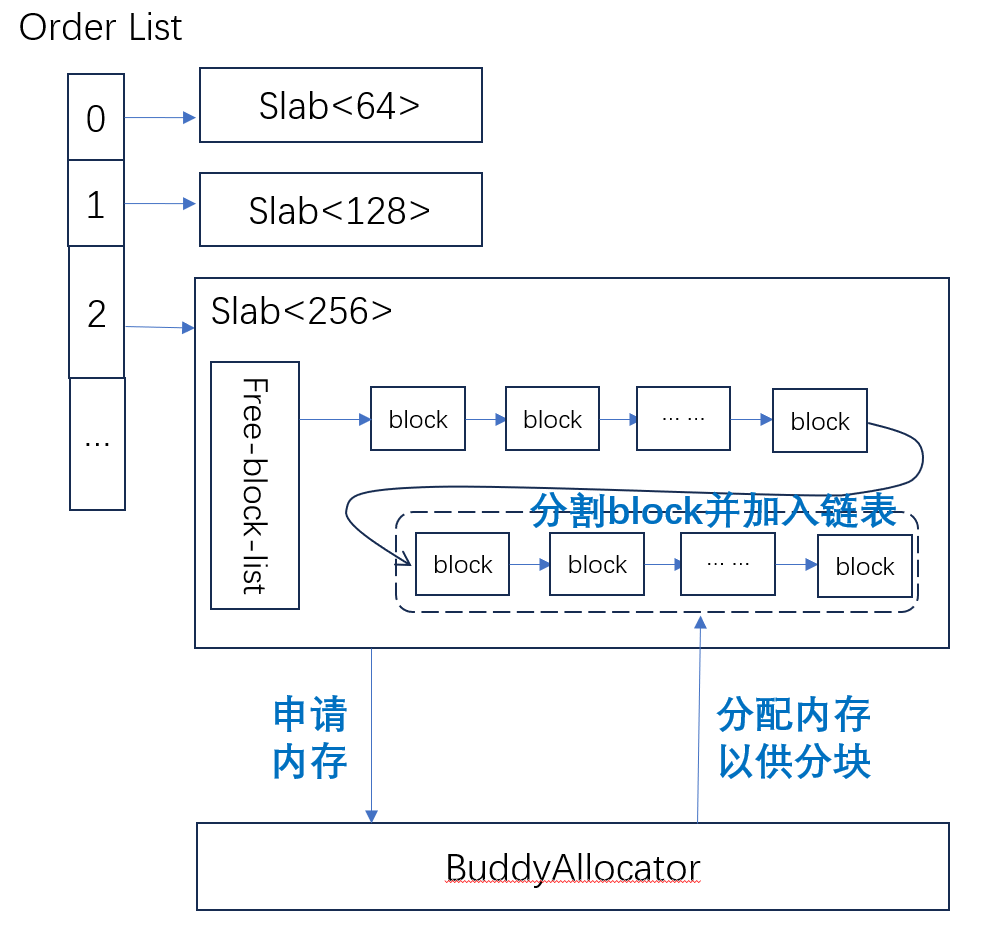 Order List
0
Slab<64>
1
Slab<128>
2
Slab<256>
...
Free-block-list
block
block
... ...
block
分割block并加入链表
block
block
... ...
block
申请
内存
分配内存
以供分块
BuddyAllocator